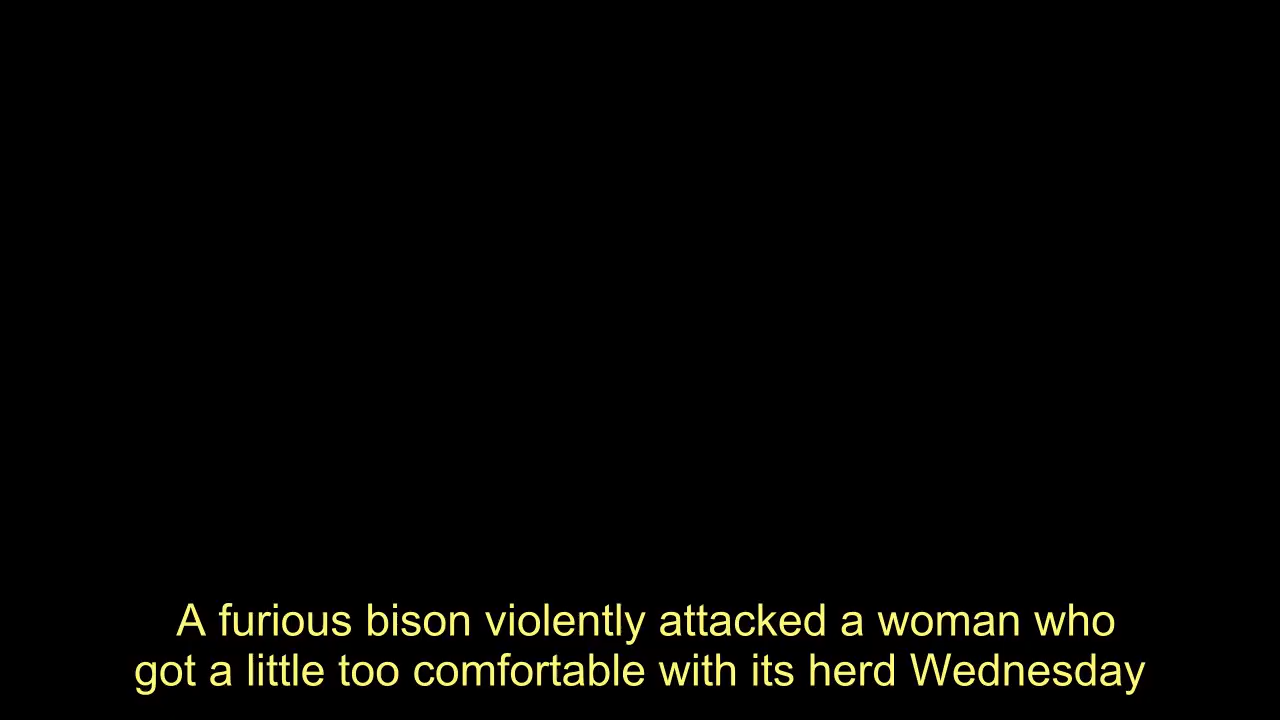 A furious bison violently attacked a woman who
got a little too comfortable with its herd Wednesday